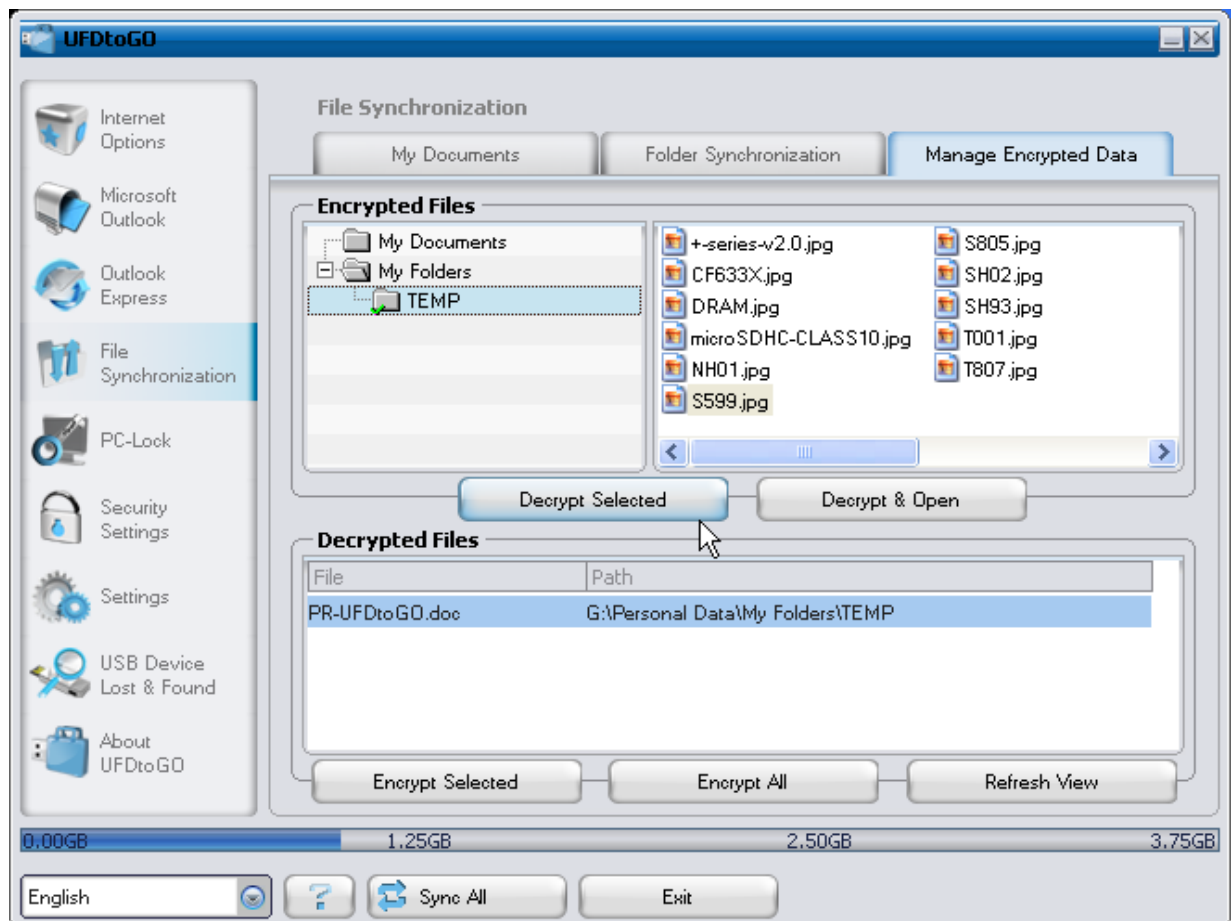 UFDtoGO
Internet
Options
Microsoft
Outlook
Outlook
Express
File
Synchronization
PC-Lock
Security
Settings
Settings
USB Device
Lost & Found
About
UFDtoGO
File Synchronization
My Documents
Folder Synchronization
Manage Encrypted Data
Encrypted Files
My Documents
My Folders
TEMP
+-series-v2.0.jpg
CF633X.jpg
DRAM.jpg
microSDHC-CLASS10.jpg
NH01.jpg
S599.jpg
S805.jpg
SH02.jpg
SH93.jpg
T001.jpg
T807.jpg
Decrypt Selected
Decrypt & Open
Decrypted Files
File Path
PR-UFDtoGO.doc G:\Personal Data\My Folders\TEMP
Encrypt Selected
Encrypt All
Refresh View
0.00GB 1.25GB 2.50GB 3.75GB
English
?
Sync All
Exit